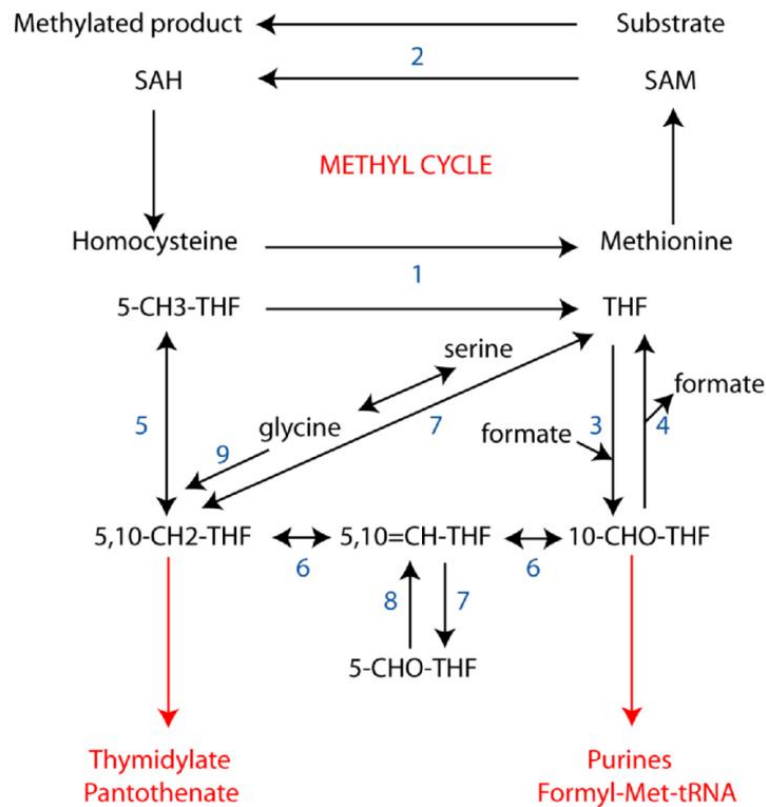 Methylated product Substrate
2
SAH SAM
METHYL CYCLE
Homocysteine Methionine
1
5-CH3-THF THF
serine
formate
5 glycine 7 formate 3 4
9
5,10-CH2-THF 5,10=CH-THF 10-CHO-THF
6 6
8 7
5-CHO-THF
Thymidylate Purines
Pantothenate Formyl-Met-tRNA